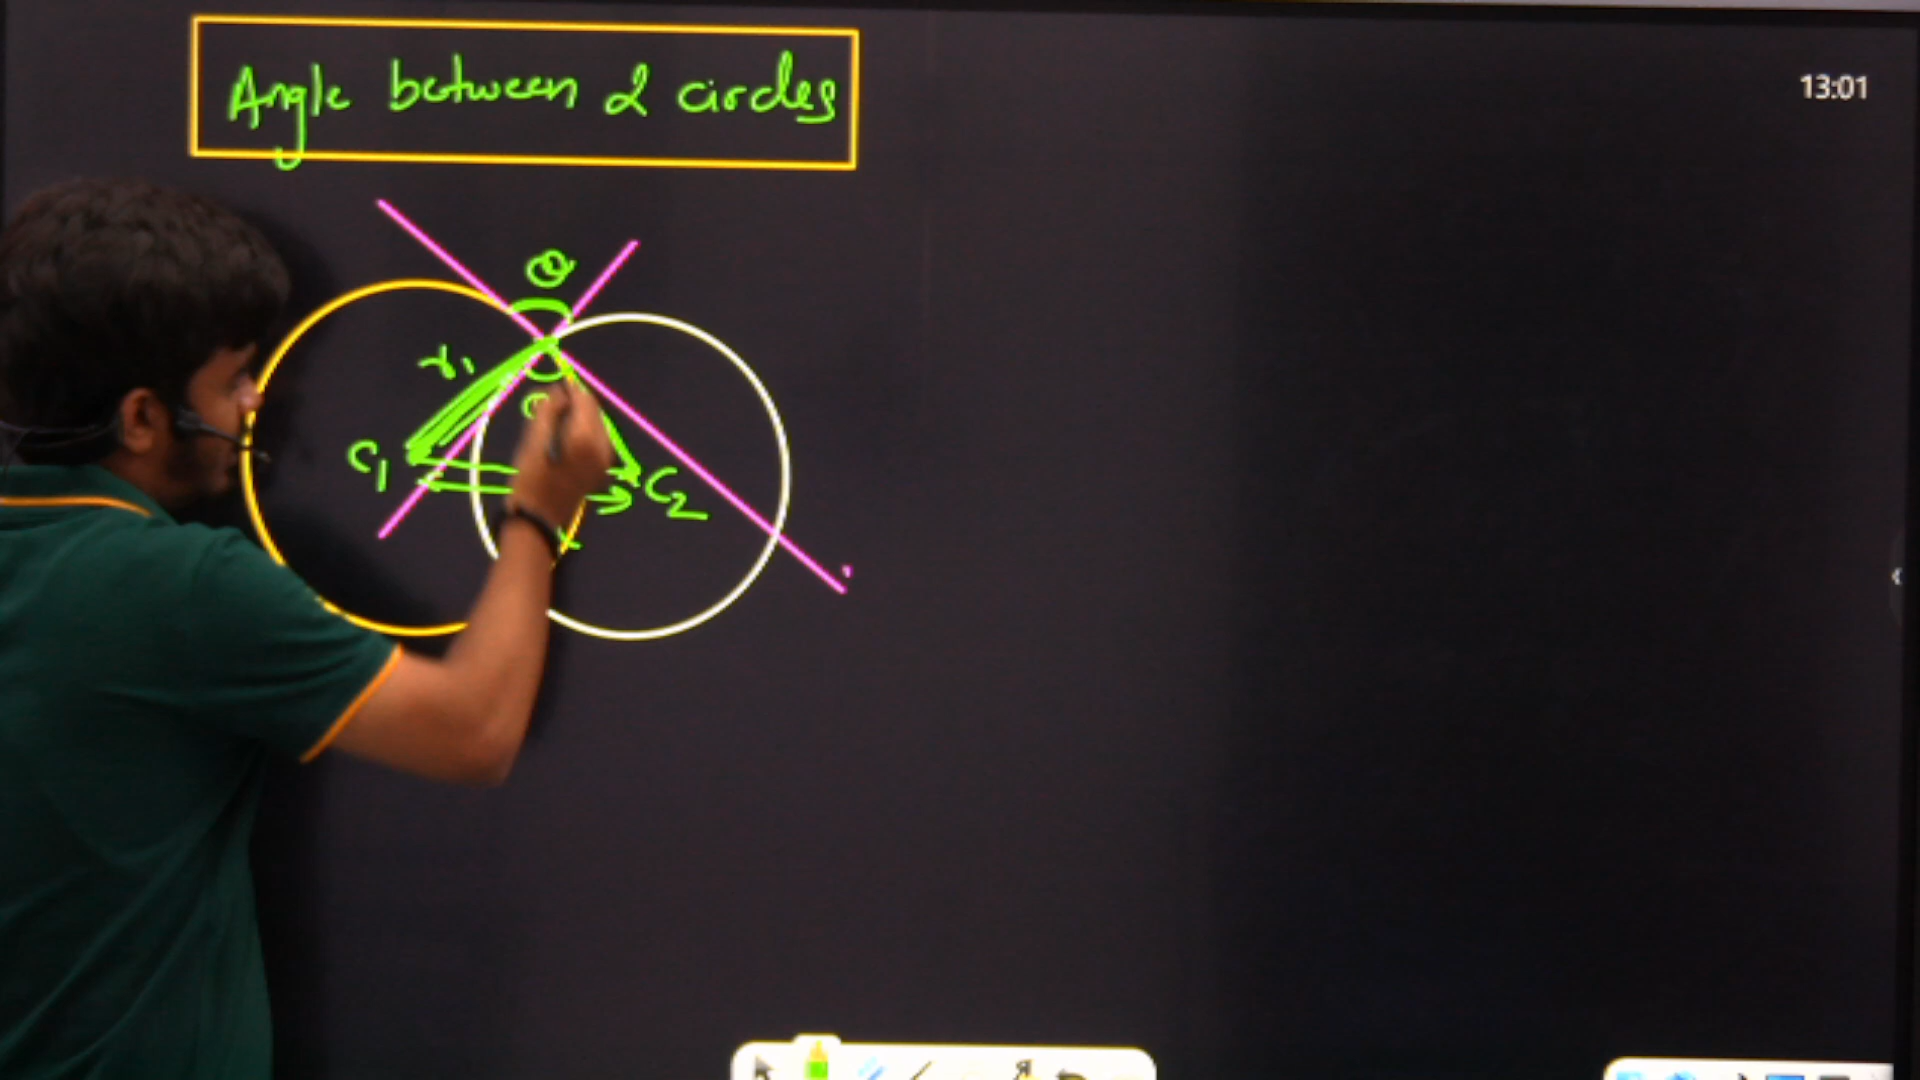 Angle between 2 circles
13:01
θ
r1
C1
C2
x